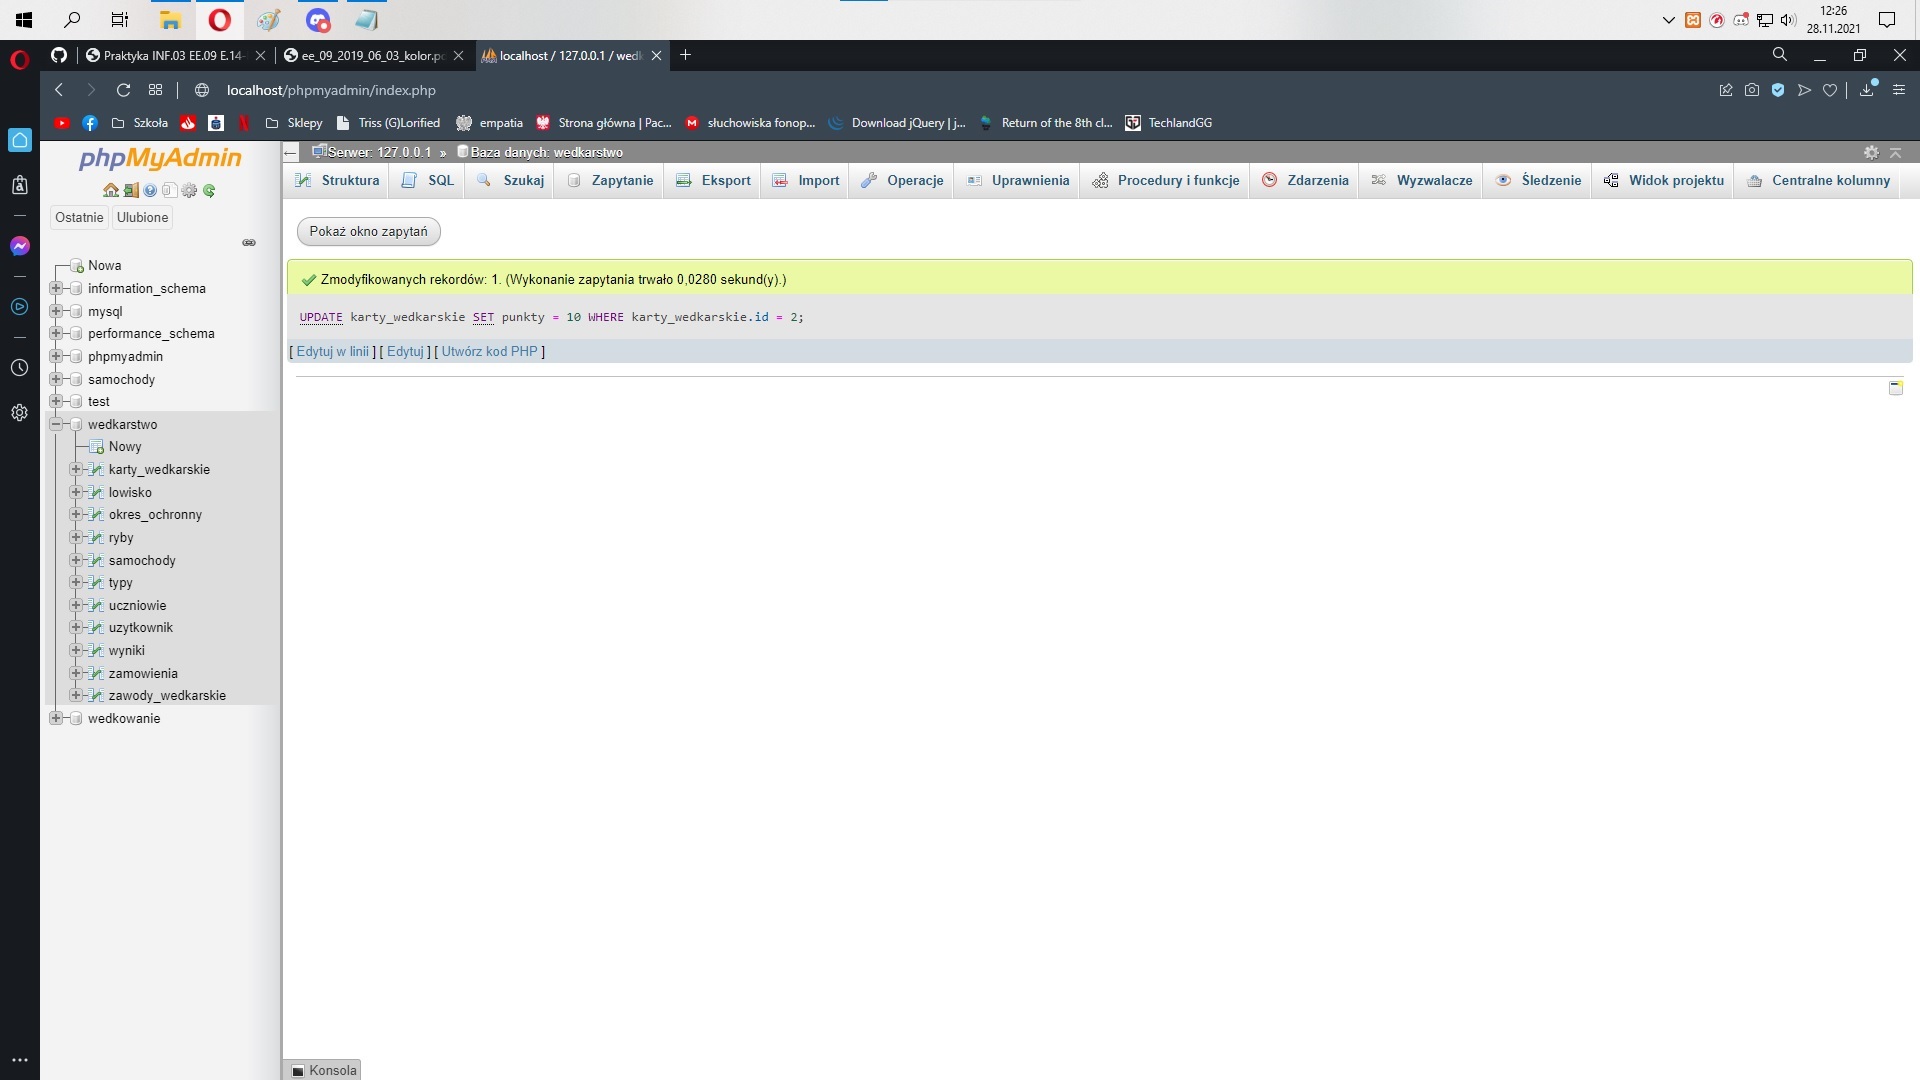 12:26
28.11.2021
Praktyka INF.03 EE.09 E.14-
ee_09_2019_06_03_kolor.pd
localhost / 127.0.0.1 / wedk
localhost/phpmyadmin/index.php
Szkoła
Sklepy
Triss (G)Lorified
empatia
Strona główna | Pac...
słuchowiska fonop...
Download jQuery | j...
Return of the 8th cl...
TechlandGG
phpMyAdmin
Serwer: 127.0.0.1 » Baza danych: wedkarstwo
Struktura
SQL
Szukaj
Zapytanie
Eksport
Import
Operacje
Uprawnienia
Procedury i funkcje
Zdarzenia
Wyzwalacze
Śledzenie
Widok projektu
Centralne kolumny
Ostatnie
Ulubione
Nowa
information_schema
mysql
performance_schema
phpmyadmin
samochody
test
wedkarstwo
Nowy
karty_wedkarskie
lowisko
okres_ochronny
ryby
samochody
typy
uczniowie
uzytkownik
wyniki
zamowienia
zawody_wedkarskie
wedkowanie
Pokaż okno zapytań
Zmodyfikowanych rekordów: 1. (Wykonanie zapytania trwało 0,0280 sekund(y).)
UPDATE karty_wedkarskie SET punkty = 10 WHERE karty_wedkarskie.id = 2;
[ Edytuj w linii ] [ Edytuj ] [ Utwórz kod PHP ]
Konsola